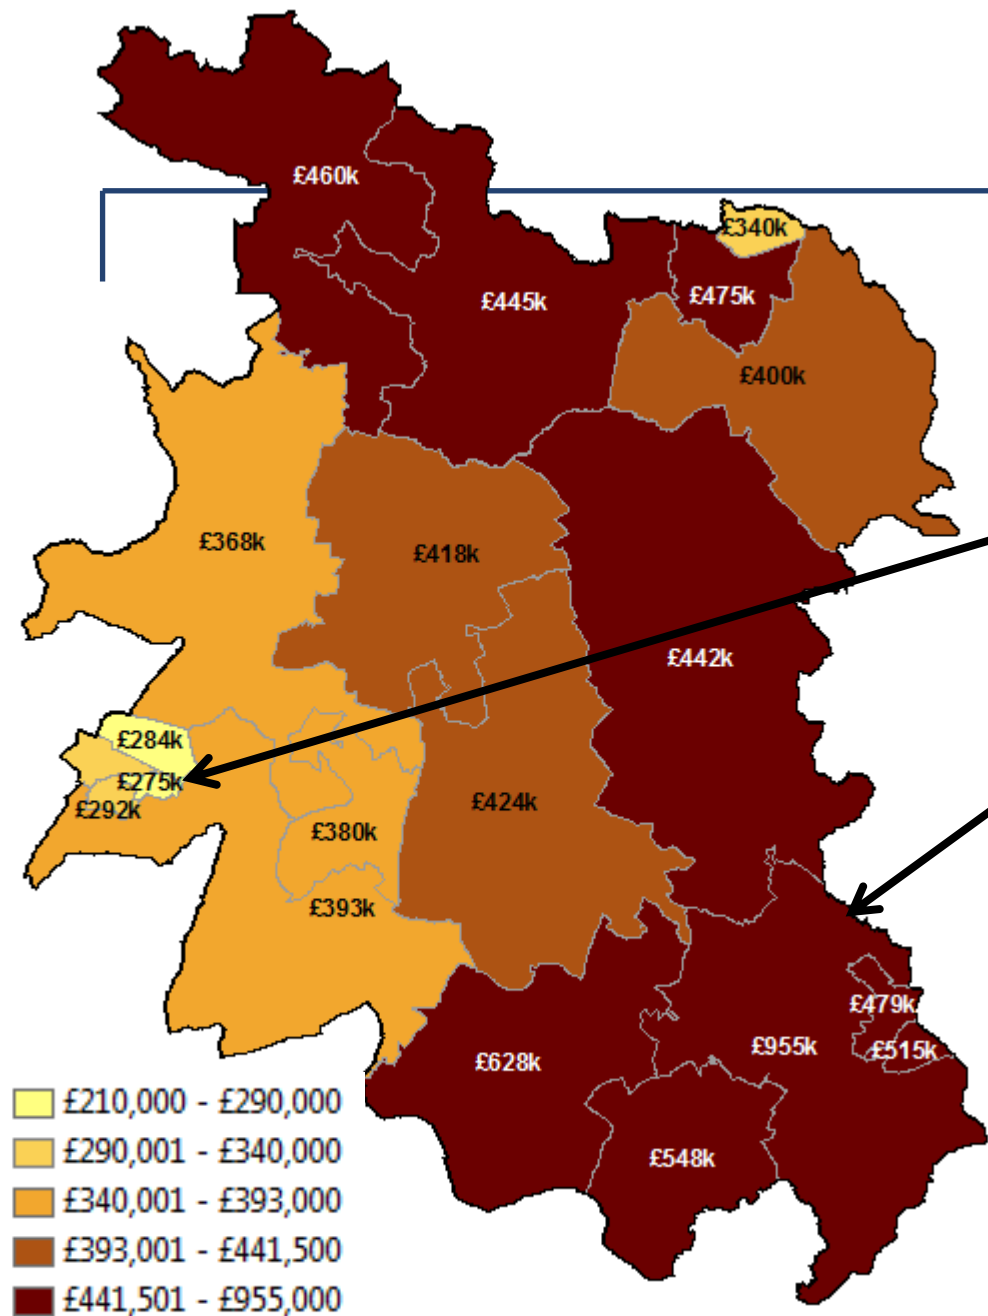 £460k
£340k
£475k
£445k
£400k
£368k
£418k
£442k
£284k
£275k
£292k
£424k
£380k
£393k
£479k
£955k
£515k
£628k
£548k
£210,000 - £290,000
£290,001 - £340,000
£340,001 - £393,000
£393,001 - £441,500
£441,501 - £955,000